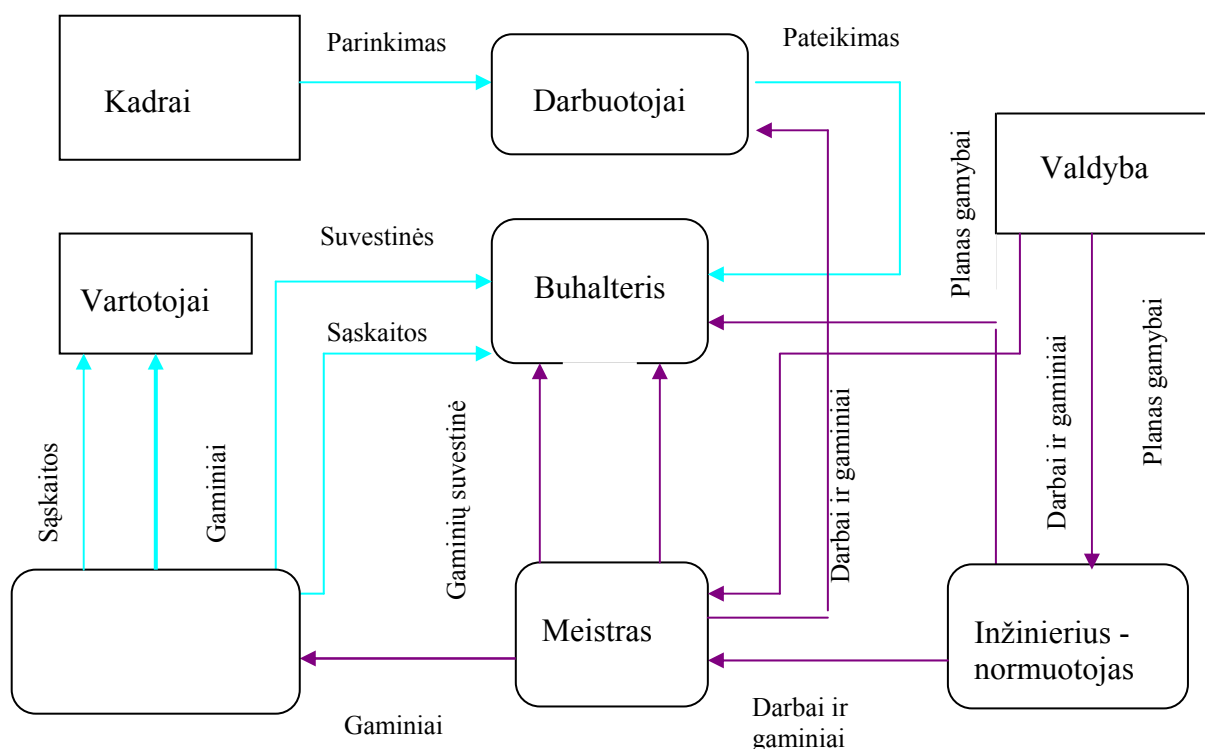 Parinkimas
Pateikimas
Kadrai
Darbuotojai
Planas gamybai
Valdyba
Suvestinės
Vartotojai
Buhalteris
Sąskaitos
Sąskaitos
Gaminiai
Gaminių suvestinė
Darbai ir gaminiai
Darbai ir gaminiai
Planas gamybai
Meistras
Inžinierius -
normuotojas
Gaminiai
Darbai ir
gaminiai